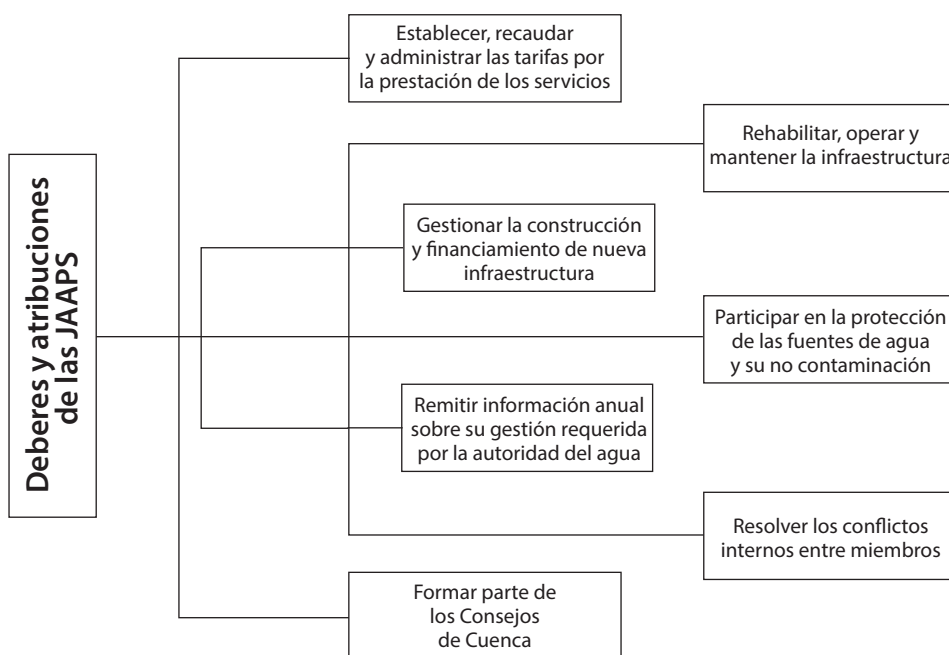 Deberes y atribuciones
de las JAAPS
Establecer, recaudar
y administrar las tarifas por
la prestación de los servicios
Rehabilitar, operar y
mantener la infraestructura
Gestionar la construcción
y financiamiento de nueva
infraestructura
Participar en la protección
de las fuentes de agua
y su no contaminación
Remitir información anual
sobre su gestión requerida
por la autoridad del agua
Resolver los conflictos
internos entre miembros
Formar parte de
los Consejos
de Cuenca